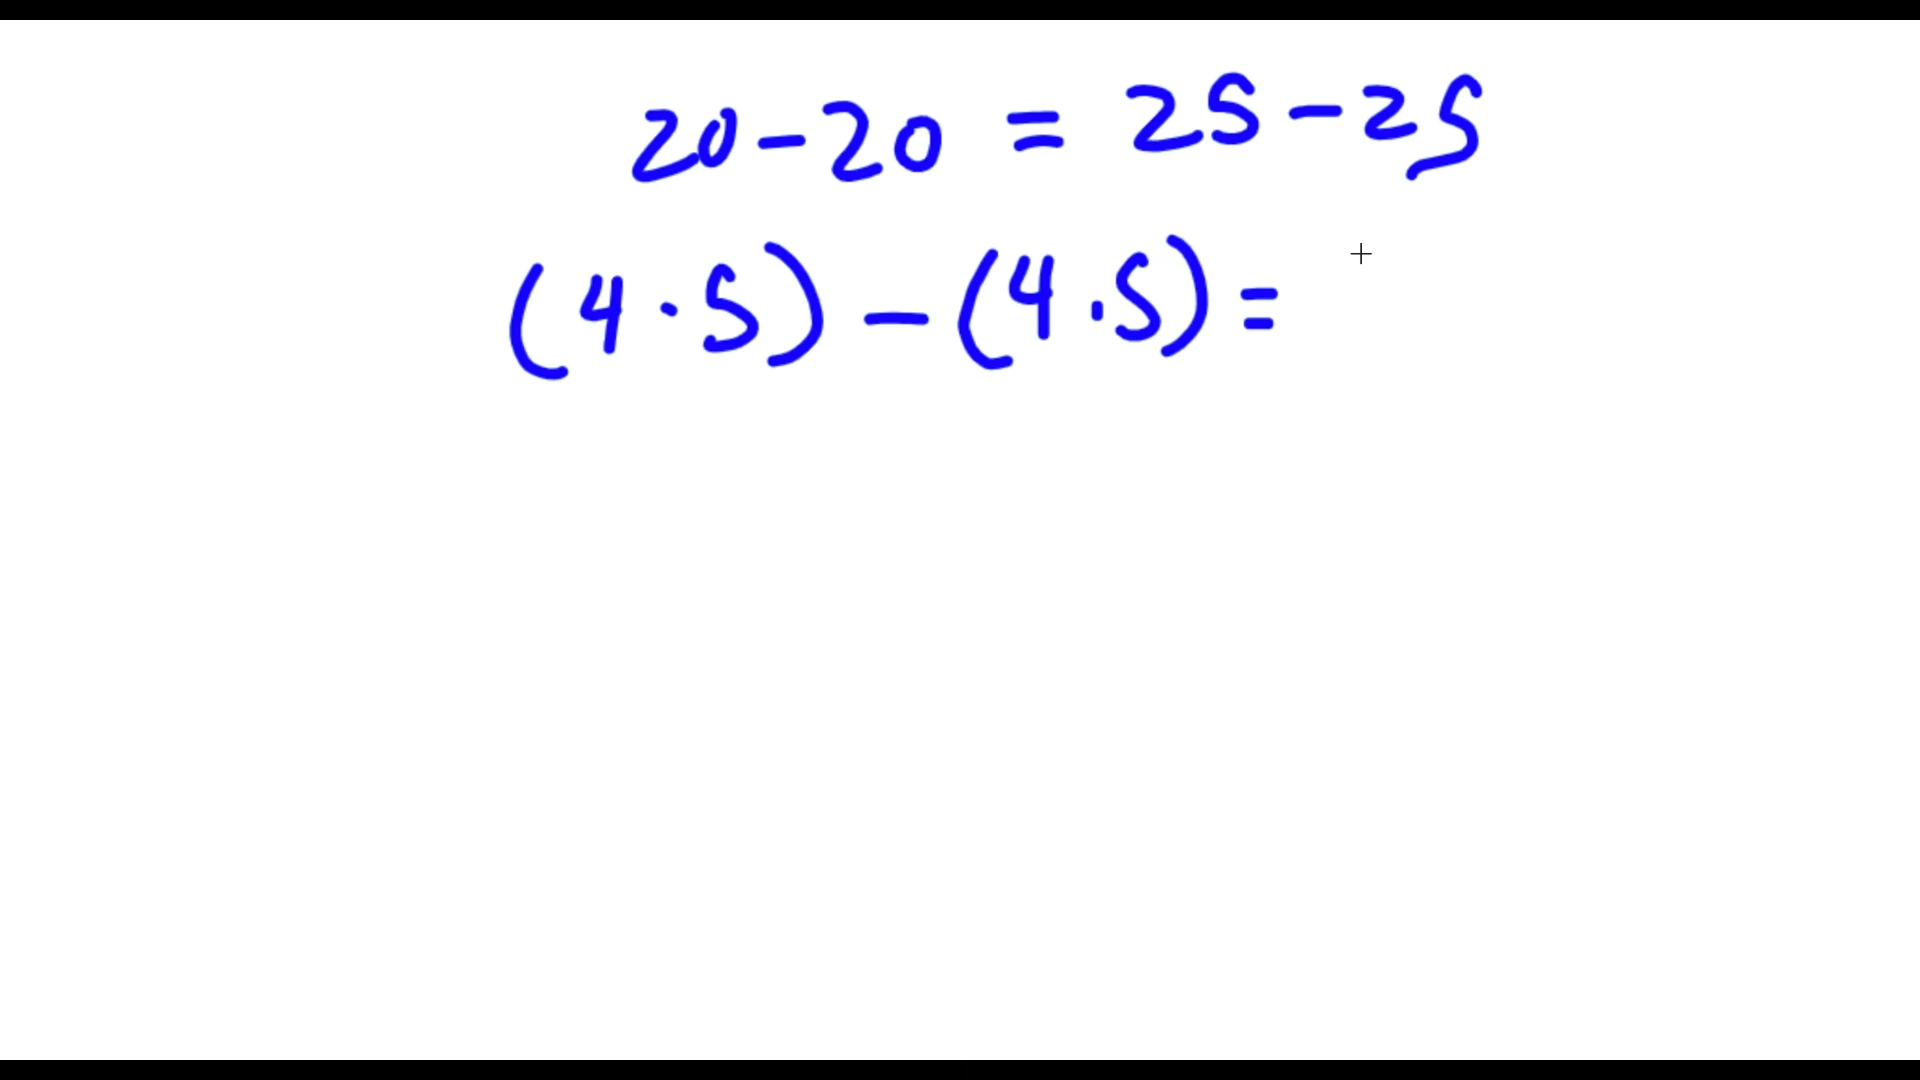 20-20 = 25-25
(4·5) - (4·5) =